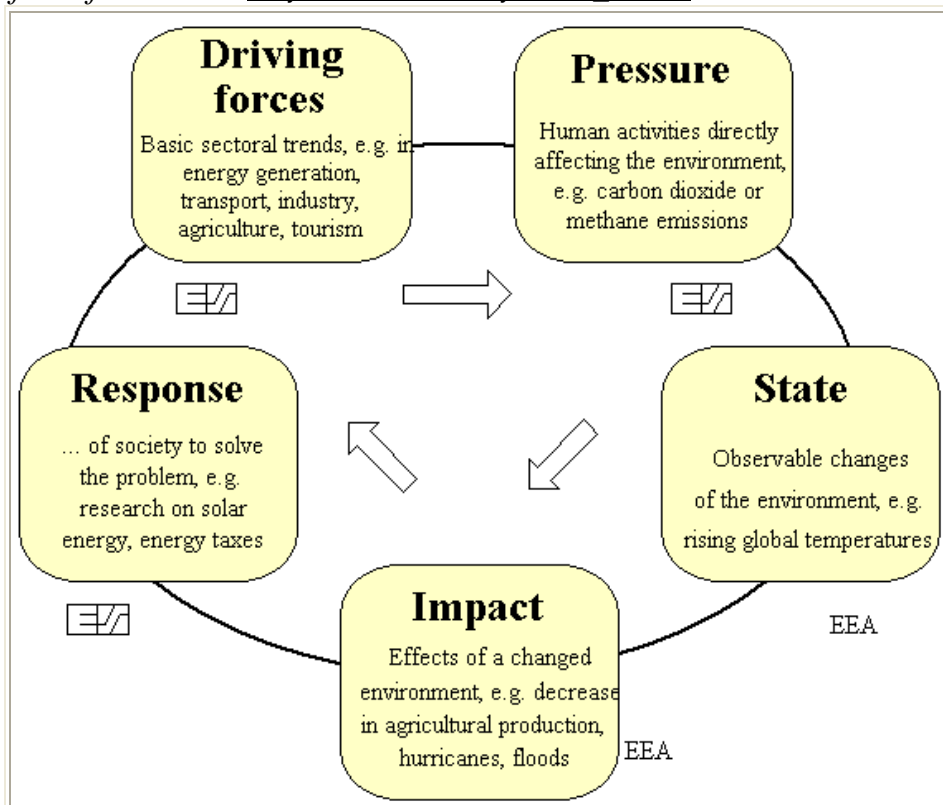 Driving
forces
Basic sectoral trends, e.g. in
energy generation,
transport, industry,
agriculture, tourism
Pressure
Human activities directly
affecting the environment,
e.g. carbon dioxide or
methane emissions
State
Observable changes
of the environment, e.g.
rising global temperatures
EEA
Impact
Effects of a changed
environment, e.g. decrease
in agricultural production,
hurricanes, floods
EEA
Response
... of society to solve
the problem, e.g.
research on solar
energy, energy taxes